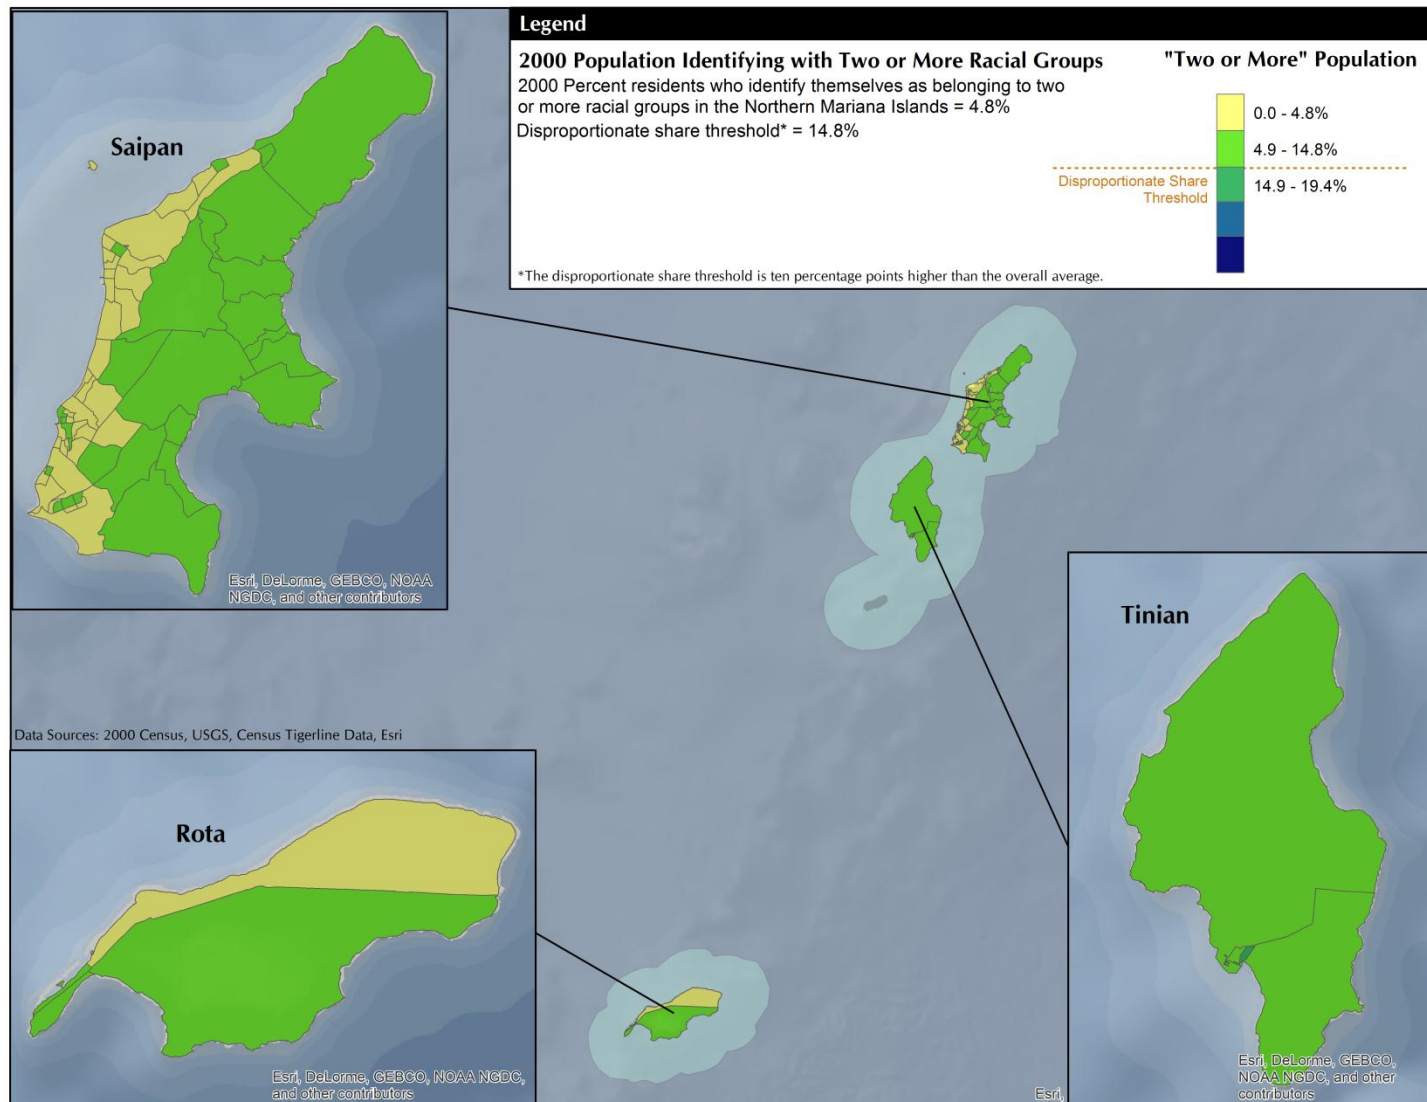 Legend
2000 Population Identifying with Two or More Racial Groups
2000 Percent residents who identify themselves as belonging to two
or more racial groups in the Northern Mariana Islands = 4.8%
Disproportionate share threshold* = 14.8%
*The disproportionate share threshold is ten percentage points higher than the overall average.
"Two or More" Population
0.0 - 4.8%
4.9 - 14.8%
Disproportionate Share
Threshold
14.9 - 19.4%
Saipan
Esri, DeLorme, GEBCO, NOAA
NGDC, and other contributors
Tinian
Esri, DeLorme, GEBCO,
NOAA NGDC, and other
contributors
Data Sources: 2000 Census, USGS, Census Tigerline Data, Esri
Rota
Esri, DeLorme, GEBCO, NOAA NGDC,
and other contributors
Esri,